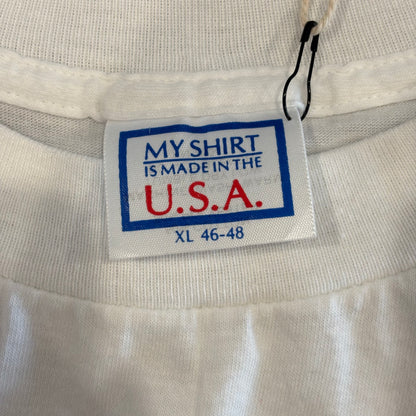 MY SHIRT
IS MADE IN THE
U.S.A.
XL 46-48